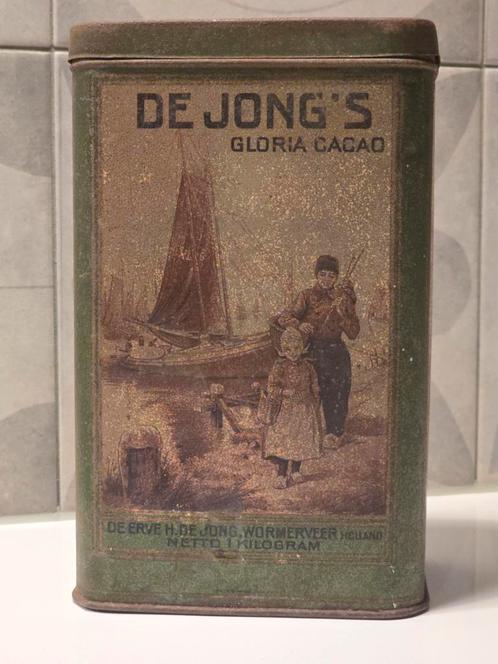 DE JONG'S
GLORIA CACAO
DE ERVE H. DE JONG, WORMERVEER HOLLAND
NETTO 1 KILOGRAM